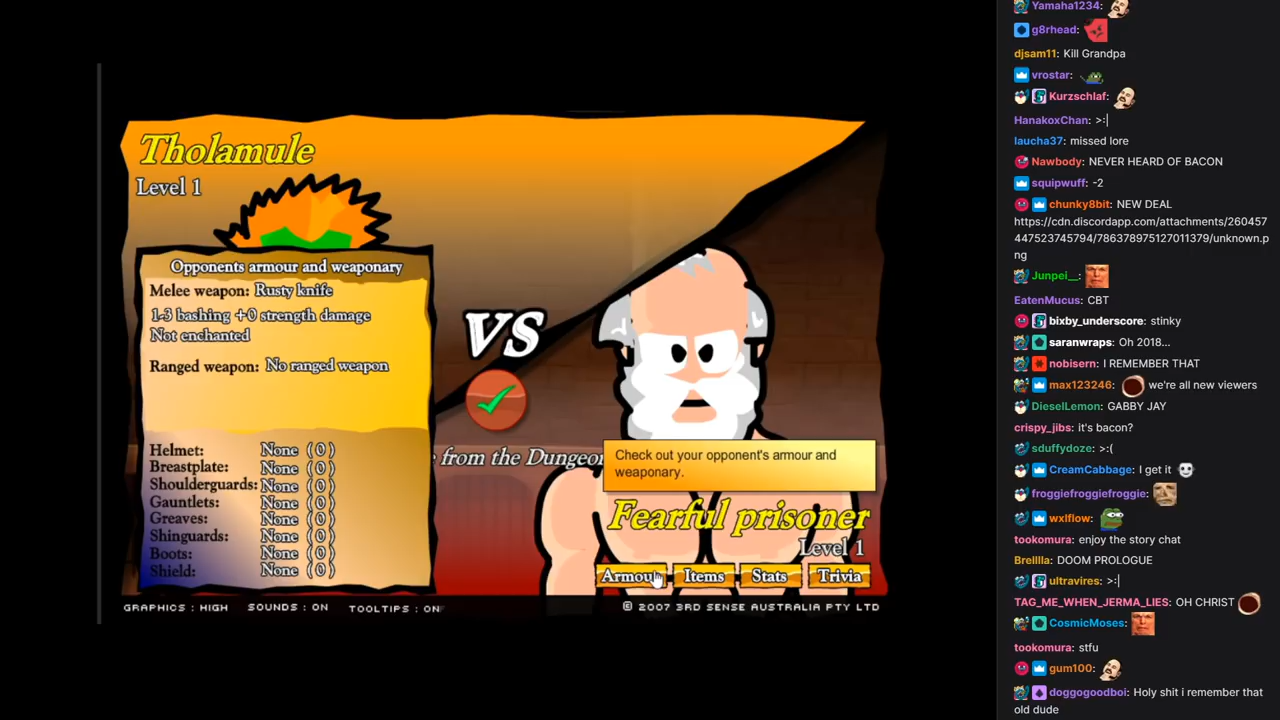 Tholamule
Level 1
Opponents armour and weaponary
Melee weapon: Rusty knife
1-3 bashing +0 strength damage
Not enchanted
Ranged weapon: No ranged weapon
Helmet: None (0)
Breastplate: None (0)
Shoulderguards: None (0)
Gauntlets: None (0)
Greaves: None (0)
Shinguards: None (0)
Boots: None (0)
Shield: None (0)
VS
from the Dungeo
Check out your opponent's armour and
weaponary.
Fearful prisoner
Level 1
Armour Items Stats Trivia
GRAPHICS : HIGH SOUNDS : ON TOOLTIPS : ON
© 2007 3RD SENSE AUSTRALIA PTY LTD
Yamaha1234:
g8rhead:
djsam11: Kill Grandpa
vrostar:
Kurzschlaf:
HanakoxChan: >:|
laucha37: missed lore
Nawbody: NEVER HEARD OF BACON
squipwuff: -2
chunky8bit: NEW DEAL
https://cdn.discordapp.com/attachments/260457
447523745794/786378975127011379/unknown.p
ng
Junpei__:
EatenMucus: CBT
bixby_underscore: stinky
saranwraps: Oh 2018...
nobisern: I REMEMBER THAT
max123246: we're all new viewers
DieselLemon: GABBY JAY
crispy_jibs: it's bacon?
sduffydoze: >:(
CreamCabbage: I get it
froggiefroggiefroggie:
wxlflow:
tookomura: enjoy the story chat
Brellla: DOOM PROLOGUE
ultravires: >:|
TAG_ME_WHEN_JERMA_LIES: OH CHRIST
CosmicMoses:
tookomura: stfu
gum100:
doggogoodboi: Holy shit i remember that
old dude